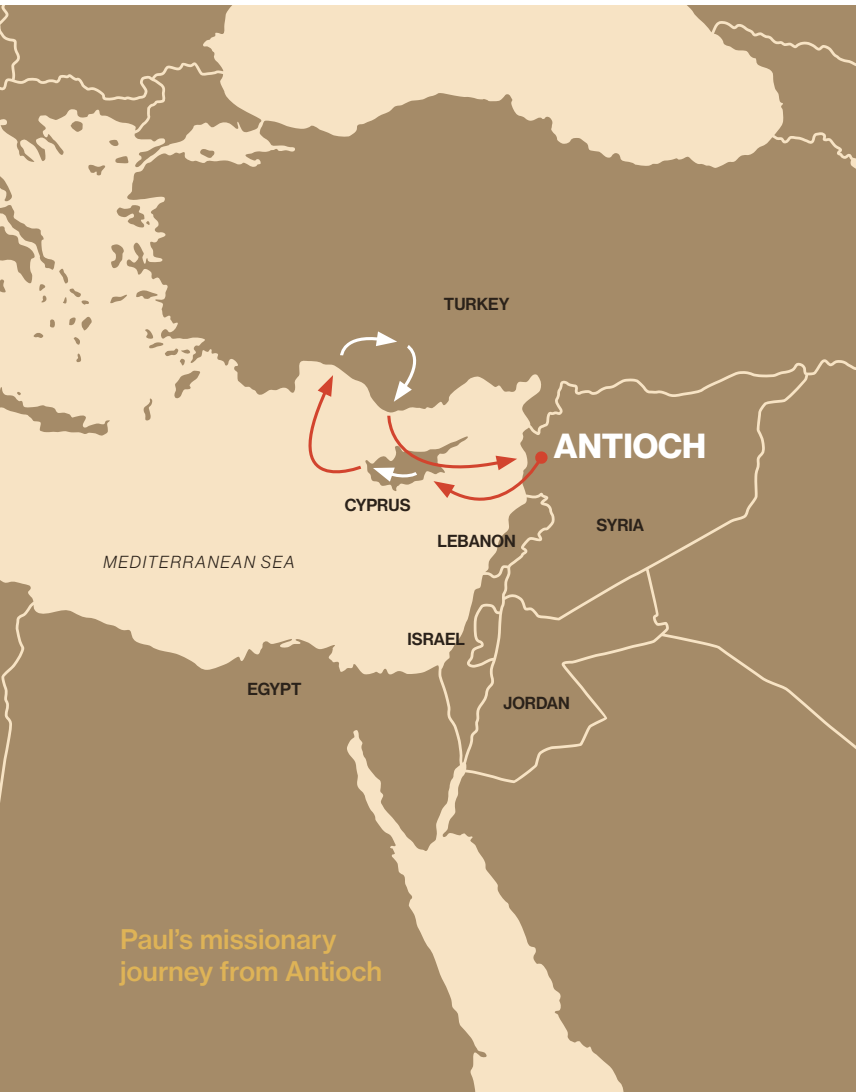 TURKEY
ANTIOCH
CYPRUS
SYRIA
LEBANON
MEDITERRANEAN SEA
ISRAEL
EGYPT
JORDAN
Paul’s missionary
journey from Antioch